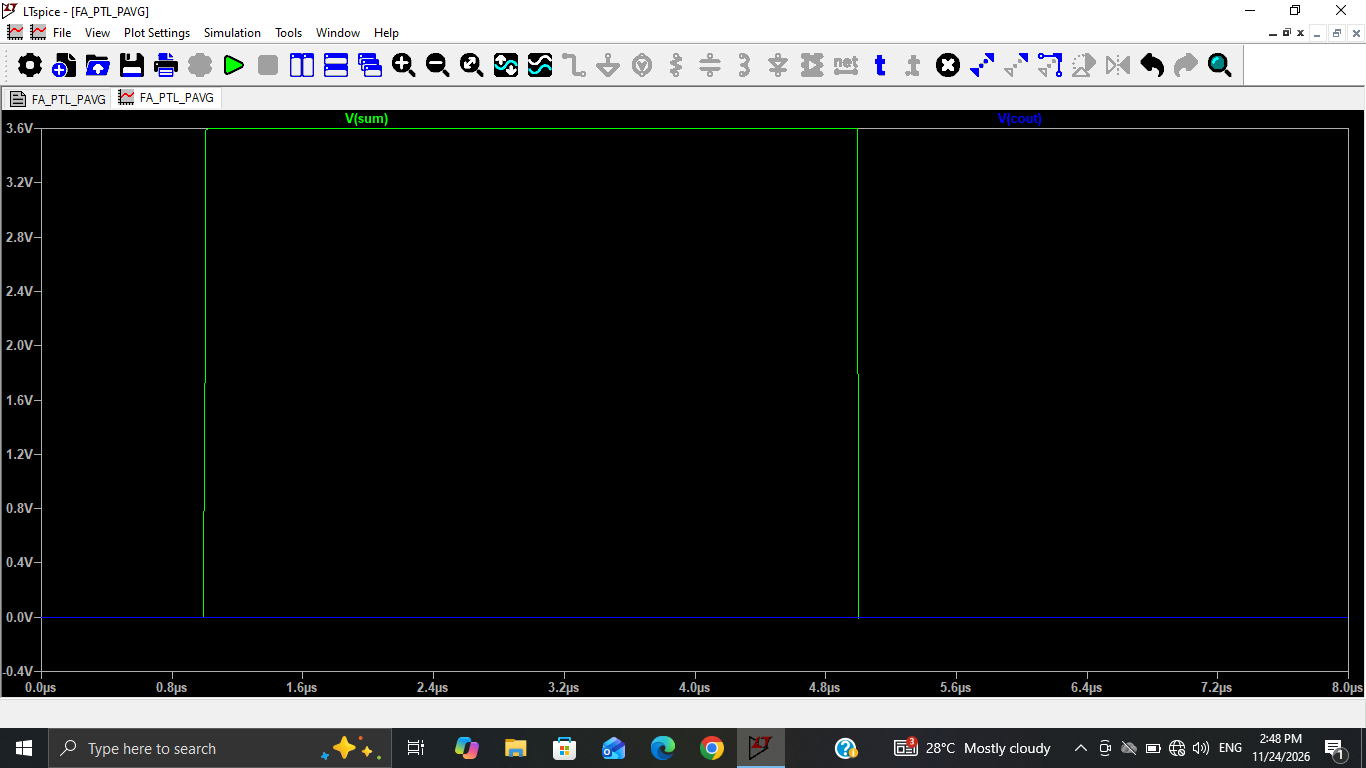 LTspice - [FA_PTL_PAVG]
File View Plot Settings Simulation Tools Window Help
net t t
FA_PTL_PAVG FA_PTL_PAVG
V(sum) V(cout)
3.6V
3.2V
2.8V
2.4V
2.0V
1.6V
1.2V
0.8V
0.4V
0.0V
-0.4V
0.0µs 0.8µs 1.6µs 2.4µs 3.2µs 4.0µs 4.8µs 5.6µs 6.4µs 7.2µs 8.0µs
Type here to search
3 28°C Mostly cloudy ENG
2:48 PM
11/24/2026
1